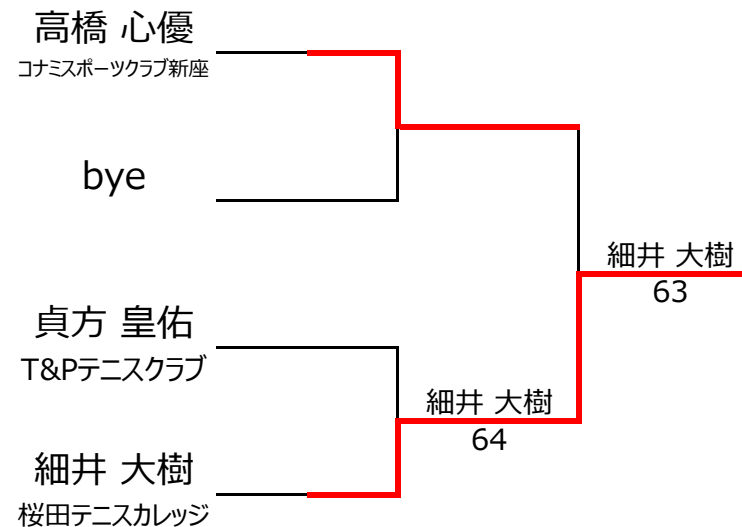 高橋 心優
コナミスポーツクラブ新座
bye
細井 大樹
63
貞方 皇佑
T&Pテニスクラブ
細井 大樹
64
細井 大樹
桜田テニスカレッジ